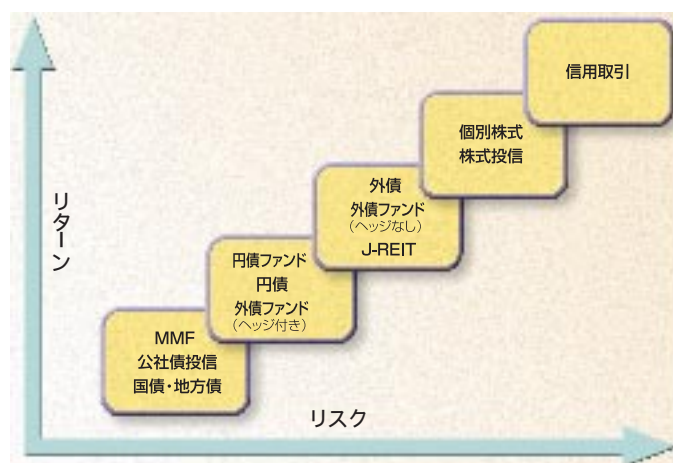 信用取引
個別株式
株式投信
外債
外債ファンド
(ヘッジなし)
J-REIT
円債ファンド
円債
外債ファンド
(ヘッジ付き)
MMF
公社債投信
国債・地方債
リターン
リスク